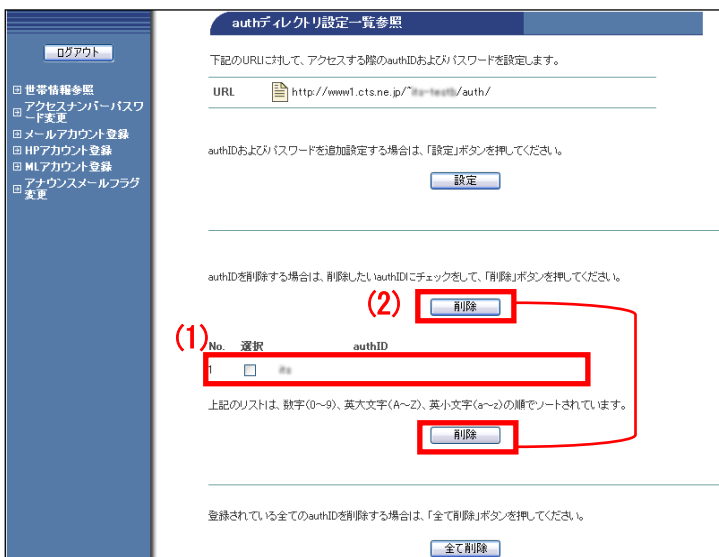 authディレクトリ設定一覧参照
ログアウト
下記のURLに対して、アクセスする際のauthIDおよびパスワードを設定します。
URL http://www1.cts.ne.jp/~ /auth/
世帯情報参照
アクセスナンバーパスワ
ード変更
メールアカウント登録
HPアカウント登録
MLアカウント登録
アナウンスメールフラグ
変更
authIDおよびパスワードを追加設定する場合は、「設定」ボタンを押してください。
設定
authIDを削除する場合は、削除したいauthIDにチェックをして、「削除」ボタンを押してください。
(2) 削除
(1)
No. 選択 authID
1
上記のリストは、数字(0～9)、英大文字(A～Z)、英小文字(a～z)の順でソートされています。
削除
登録されている全てのauthIDを削除する場合は、「全て削除」ボタンを押してください。
全て削除